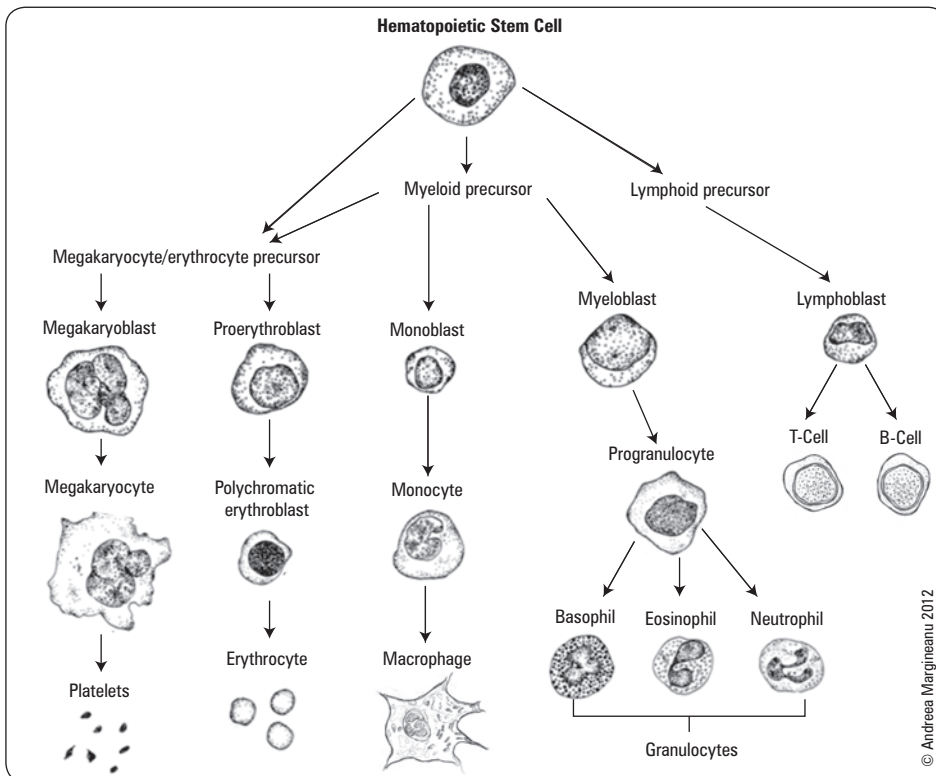 Hematopoietic Stem Cell
Myeloid precursor
Lymphoid precursor
Megakaryocyte/erythrocyte precursor
Myeloblast
Lymphoblast
Megakaryoblast
Proerythroblast
Monoblast
T-Cell
B-Cell
Progranulocyte
Megakaryocyte
Polychromatic
erythroblast
Monocyte
Basophil
Eosinophil
Neutrophil
Platelets
Erythrocyte
Macrophage
Granulocytes
© Andreea Margineanu 2012